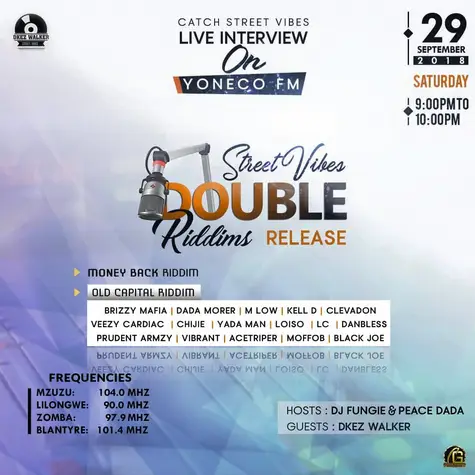 DKEZ WALKER
CATCH STREET VIBES
LIVE INTERVIEW
On
YONECO FM
29
SEPTEMBER
2018
SATURDAY
9:00PM TO
10:00PM
Street Vibes
DOUBLE
Riddims RELEASE
MONEY BACK RIDDIM
OLD CAPITAL RIDDIM
BRIZZY MAFIA | DADA MORER | M LOW | KELL D | CLEVADON
VEEZY CARDIAC | CHIJIE | YADA MAN | LOISO | LC | DANBLESS
PRUDENT ARMZY | VIBRANT | ACETRIPER | MOFFOB | BLACK JOE
FREQUENCIES
MZUZU: 104.0 MHZ
LILONGWE: 90.0 MHZ
ZOMBA: 97.9 MHZ
BLANTYRE: 101.4 MHZ
HOSTS : DJ FUNGIE & PEACE DADA
GUESTS : DKEZ WALKER